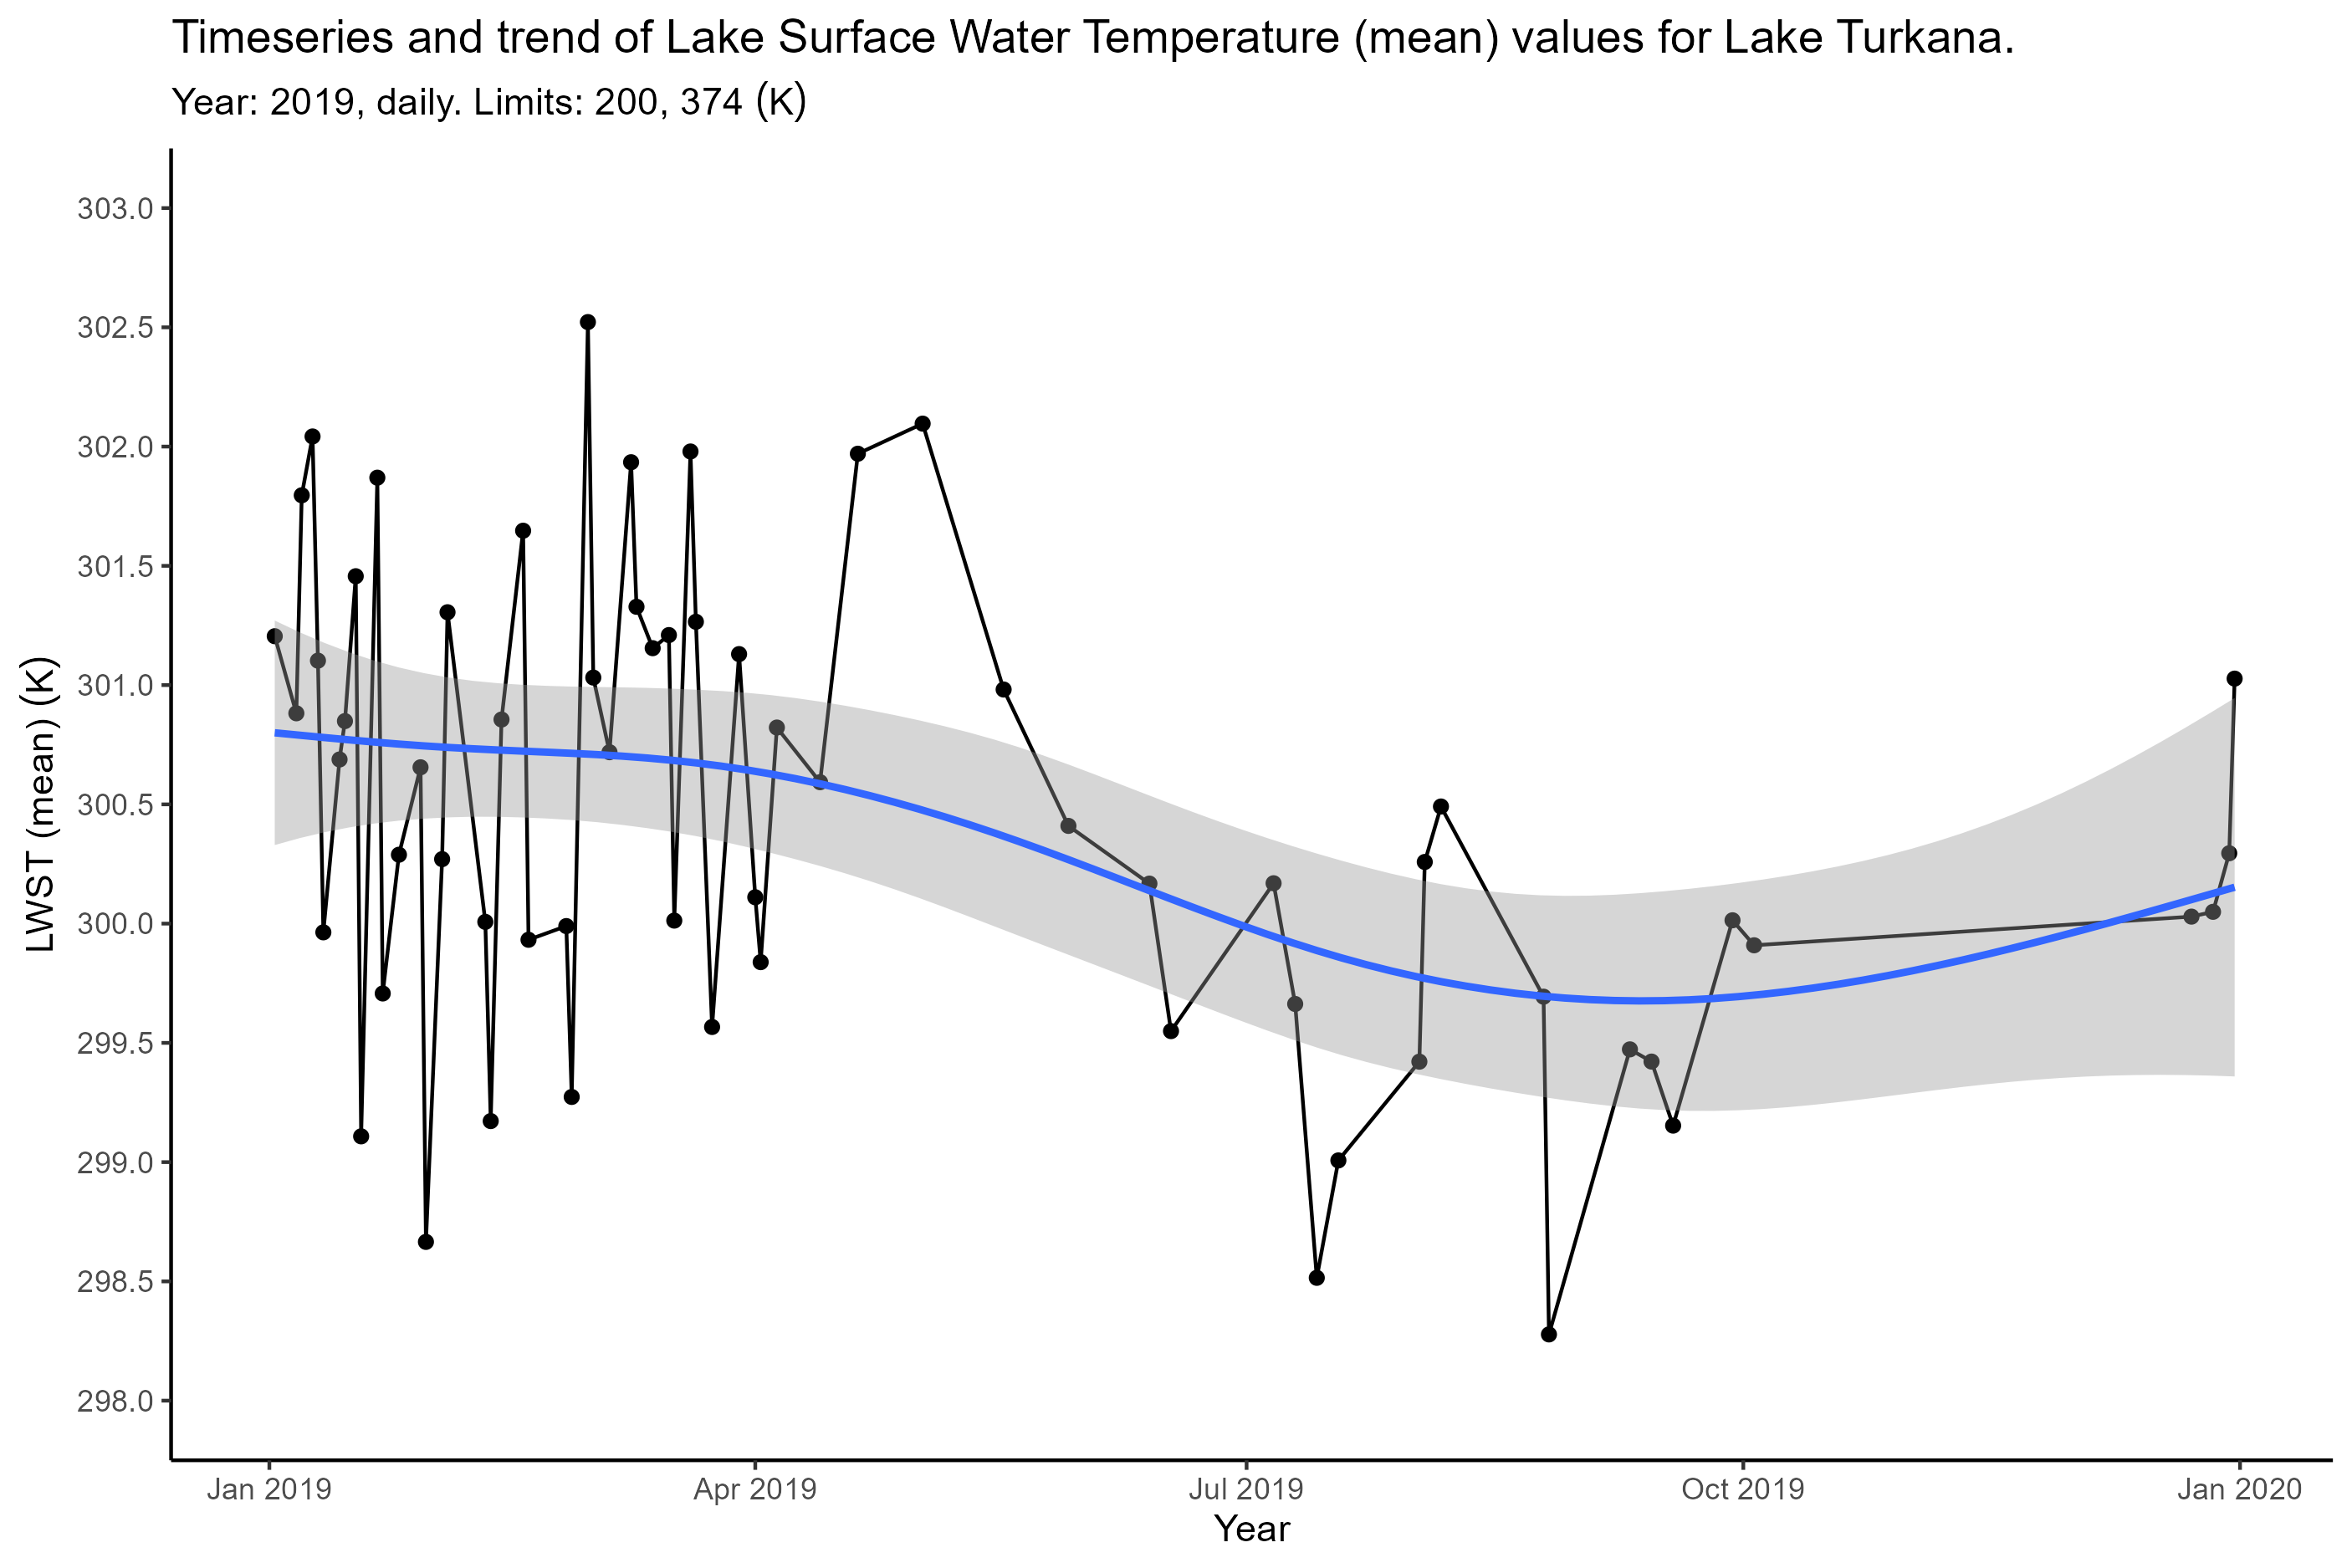 Timeseries and trend of Lake Surface Water Temperature (mean) values for Lake Turkana.
Year: 2019, daily. Limits: 200, 374 (K)
LWST (mean) (K)
303.0
302.5
302.0
301.5
301.0
300.5
300.0
299.5
299.0
298.5
298.0
Jan 2019 Apr 2019 Jul 2019 Oct 2019 Jan 2020
Year